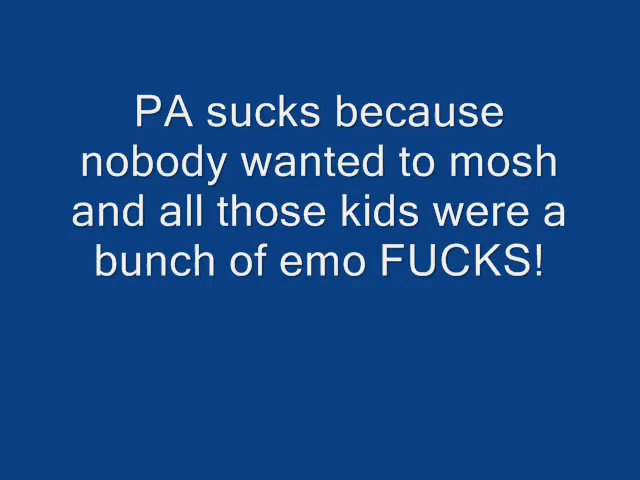 PA sucks because
nobody wanted to mosh
and all those kids were a
bunch of emo FUCKS!